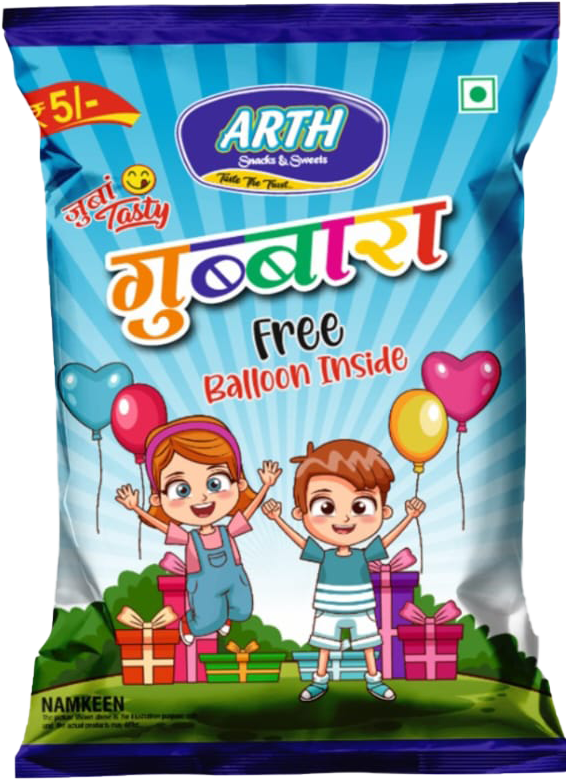 ₹5/-
ARTH
Snacks & Sweets
Taste The Trust...
जुबां
Tasty
गुब्बारा
Free
Balloon Inside
NAMKEEN